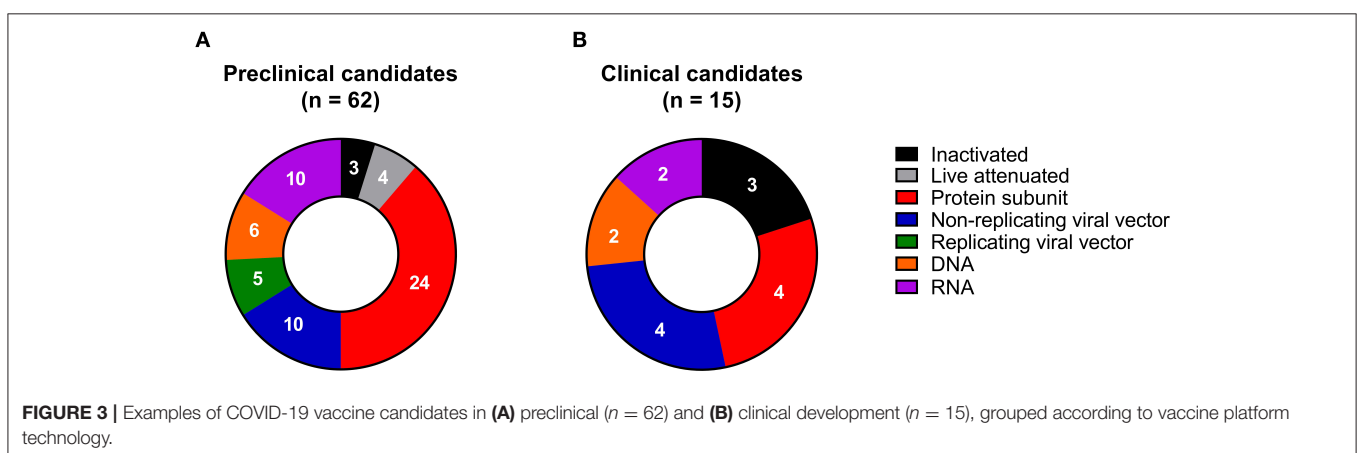 A
Preclinical candidates
(n = 62)
3
4
24
10
5
6
10
B
Clinical candidates
(n = 15)
3
4
4
2
2
Inactivated
Live attenuated
Protein subunit
Non-replicating viral vector
Replicating viral vector
DNA
RNA
FIGURE 3 | Examples of COVID-19 vaccine candidates in (A) preclinical (n = 62) and (B) clinical development (n = 15), grouped according to vaccine platform
technology.